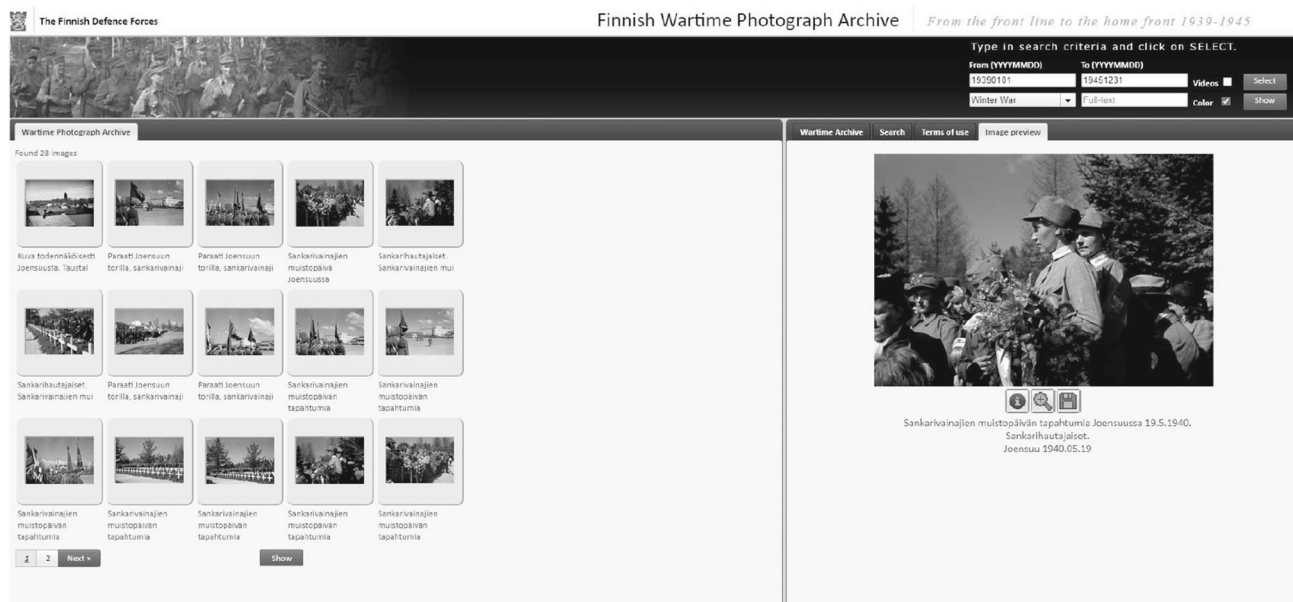 The Finnish Defence Forces
Finnish Wartime Photograph Archive
From the front line to the home front 1939-1945
Type in search criteria and click on SELECT.
From (YYYYMMDD) To (YYYYMMDD)
19390101 19451231 Videos Select
Winter War Full-text Color Show
Wartime Photograph Archive
Wartime Archive Search Terms of use Image preview
Found 28 images
Kuva todennäköisesti
Joensuusta. Taustal
Paraati Joensuun
torilla, sankarivainaji
Paraati Joensuun
torilla, sankarivainaji
Sankarivainajien
muistopäivä
Joensuussa
Sankarihautajaiset.
Sankarivainajien mui
Sankarihautajaiset.
Sankarivainajien mui
Paraati Joensuun
torilla, sankarivainaji
Paraati Joensuun
torilla, sankarivainaji
Sankarivainajien
muistopäivän
tapahtumia
Sankarivainajien
muistopäivän
tapahtumia
Sankarivainajien
muistopäivän
tapahtumia
Sankarivainajien
muistopäivän
tapahtumia
Sankarivainajien
muistopäivän
tapahtumia
Sankarivainajien
muistopäivän
tapahtumia
Sankarivainajien
muistopäivän
tapahtumia
1 2 Next » Show
Sankarivainajien muistopäivän tapahtumia Joensuussa 19.5.1940.
Sankarihautajaiset.
Joensuu 1940.05.19